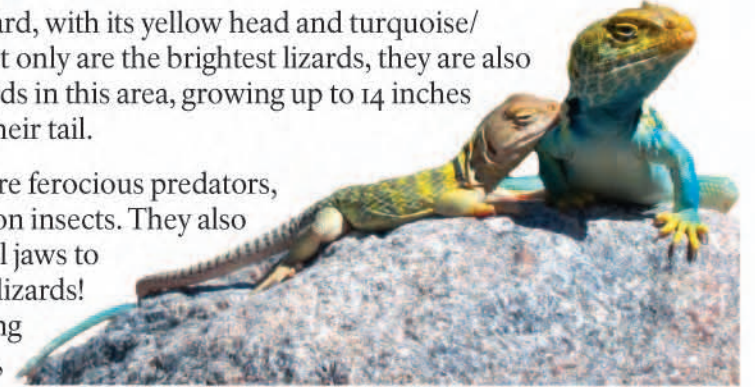 ard, with its yellow head and turquoise/
t only are the brightest lizards, they are also
ds in this area, growing up to 14 inches
heir tail.
re ferocious predators,
on insects. They also
l jaws to
lizards!
ng
,